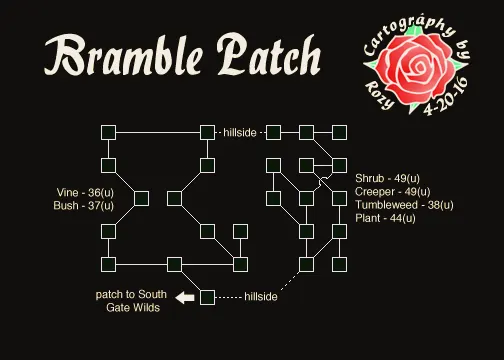 Bramble Patch
Cartography by
Rozy
4-20-16
hillside
Vine - 36(u)
Bush - 37(u)
Shrub - 49(u)
Creeper - 49(u)
Tumbleweed - 38(u)
Plant - 44(u)
patch to South
Gate Wilds
hillside